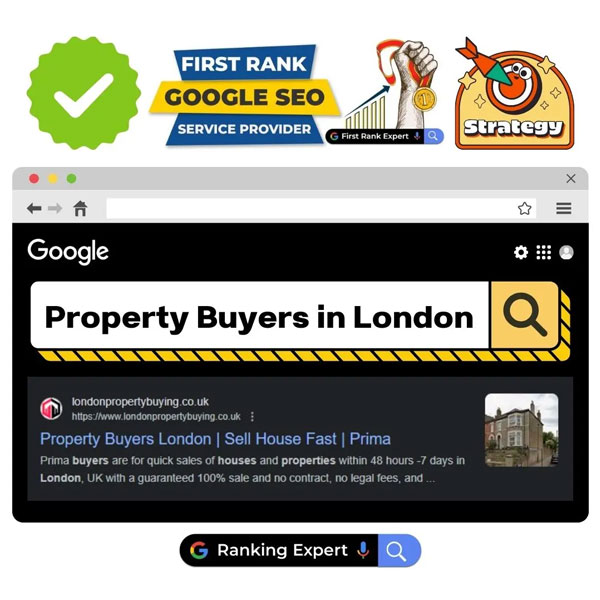 FIRST RANK
GOOGLE SEO
SERVICE PROVIDER
G First Rank Expert
Strategy
Google
Property Buyers in London
londonpropertybuying.co.uk
https://www.londonpropertybuying.co.uk
Property Buyers London | Sell House Fast | Prima
Prima buyers are for quick sales of houses and properties within 48 hours -7 days in
London, UK with a guaranteed 100% sale and no contract, no legal fees, and ...
G Ranking Expert